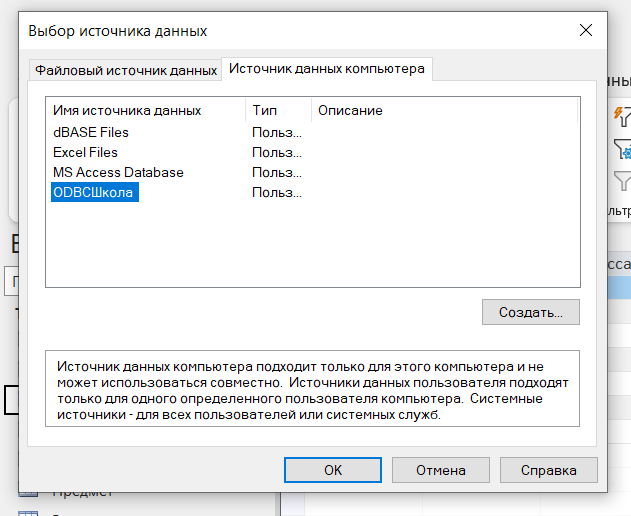 Выбор источника данных
Файловый источник данных
Источник данных компьютера
Имя источника данных Тип Описание
dBASE Files Польз...
Excel Files Польз...
MS Access Database Польз...
ODBCШкола Польз...
Создать...
Источник данных компьютера подходит только для этого компьютера и не
может использоваться совместно. Источники данных пользователя подходят
только для одного определенного пользователя компьютера. Системные
источники - для всех пользователей или системных служб.
OK Отмена Справка
Предмет